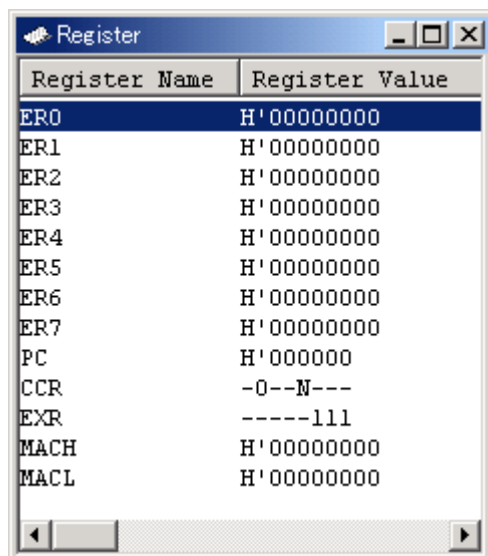 Register
Register Name Register Value
ER0 H'00000000
ER1 H'00000000
ER2 H'00000000
ER3 H'00000000
ER4 H'00000000
ER5 H'00000000
ER6 H'00000000
ER7 H'00000000
PC H'000000
CCR -0--N---
EXR -----111
MACH H'00000000
MACL H'00000000